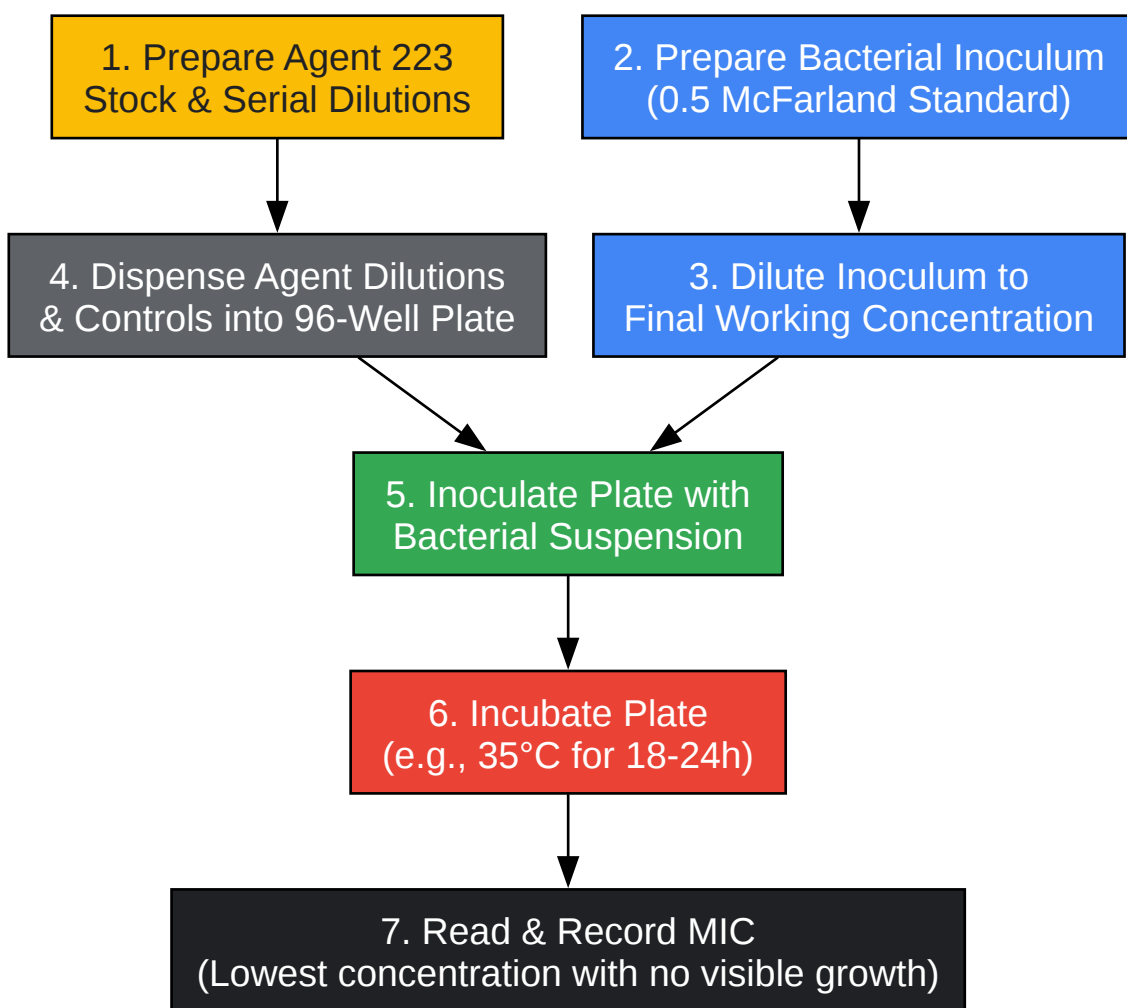 1. Prepare Agent 223
Stock & Serial Dilutions
2. Prepare Bacterial Inoculum
(0.5 McFarland Standard)
4. Dispense Agent Dilutions
& Controls into 96-Well Plate
3. Dilute Inoculum to
Final Working Concentration
5. Inoculate Plate with
Bacterial Suspension
6. Incubate Plate
(e.g., 35°C for 18-24h)
7. Read & Record MIC
(Lowest concentration with no visible growth)